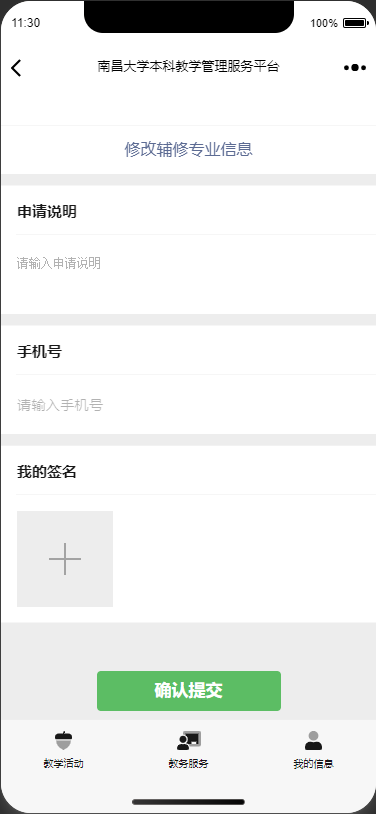 11:30
100%
南昌大学本科教学管理服务平台
修改辅修专业信息
申请说明
请输入申请说明
手机号
请输入手机号
我的签名
确认提交
教学活动
教务服务
我的信息